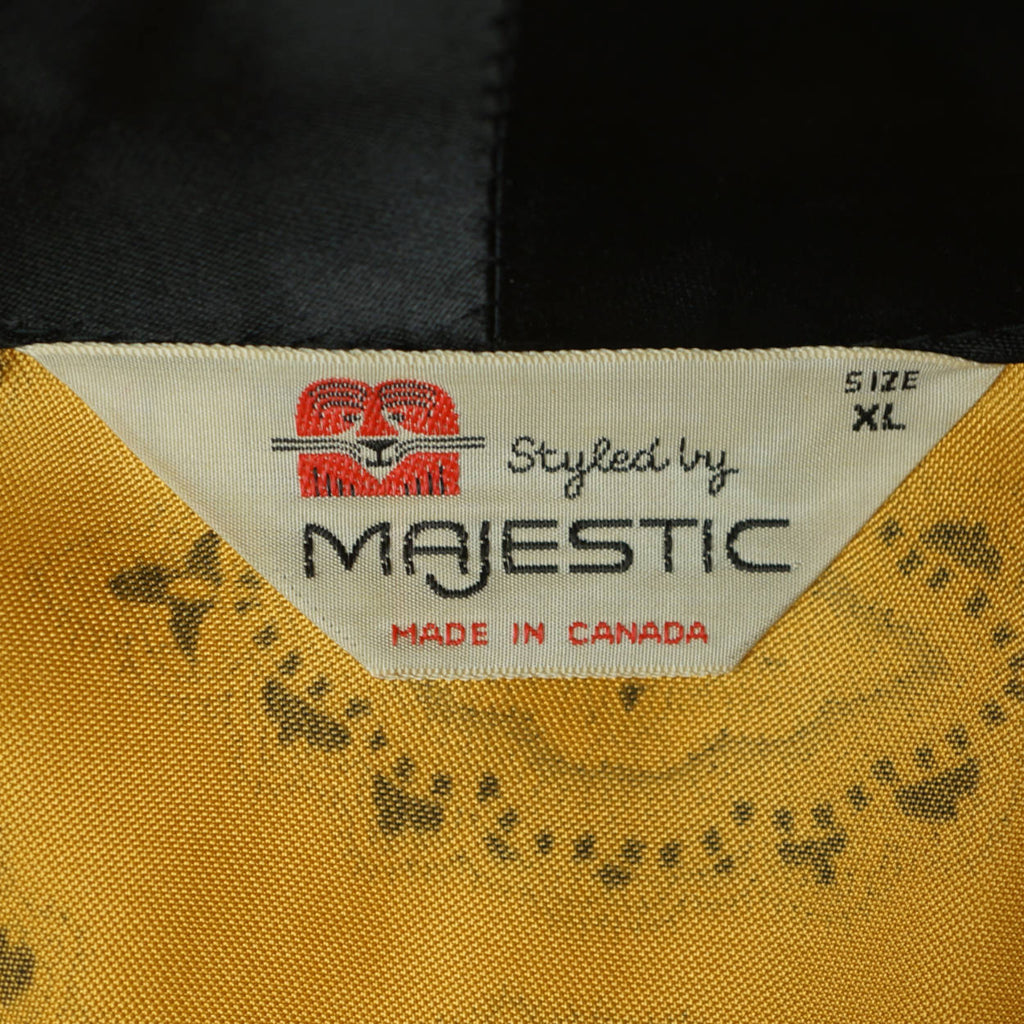 SIZE
XL
Styled by
MAJESTIC
MADE IN CANADA